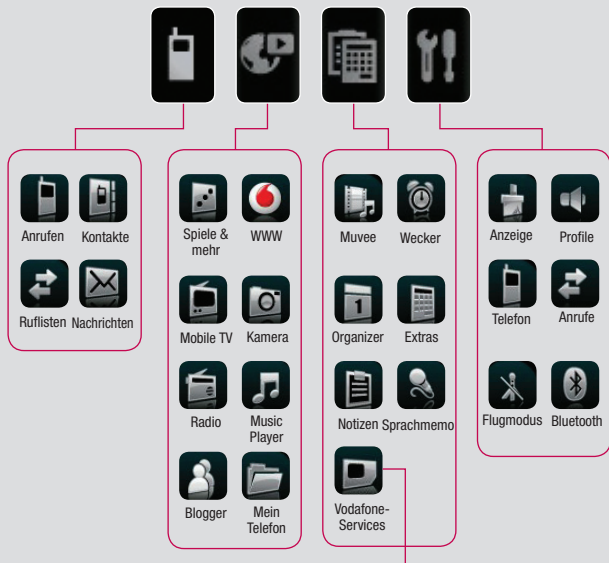 Anrufen
Kontakte
Ruflisten
Nachrichten
Spiele &
mehr
WWW
Mobile TV
Kamera
Radio
Music
Player
Blogger
Mein
Telefon
Muvee
Wecker
1
Organizer
Extras
Notizen
Sprachmemo
Vodafone-
Services
Anzeige
Profile
Telefon
Anrufe
Flugmodus
Bluetooth